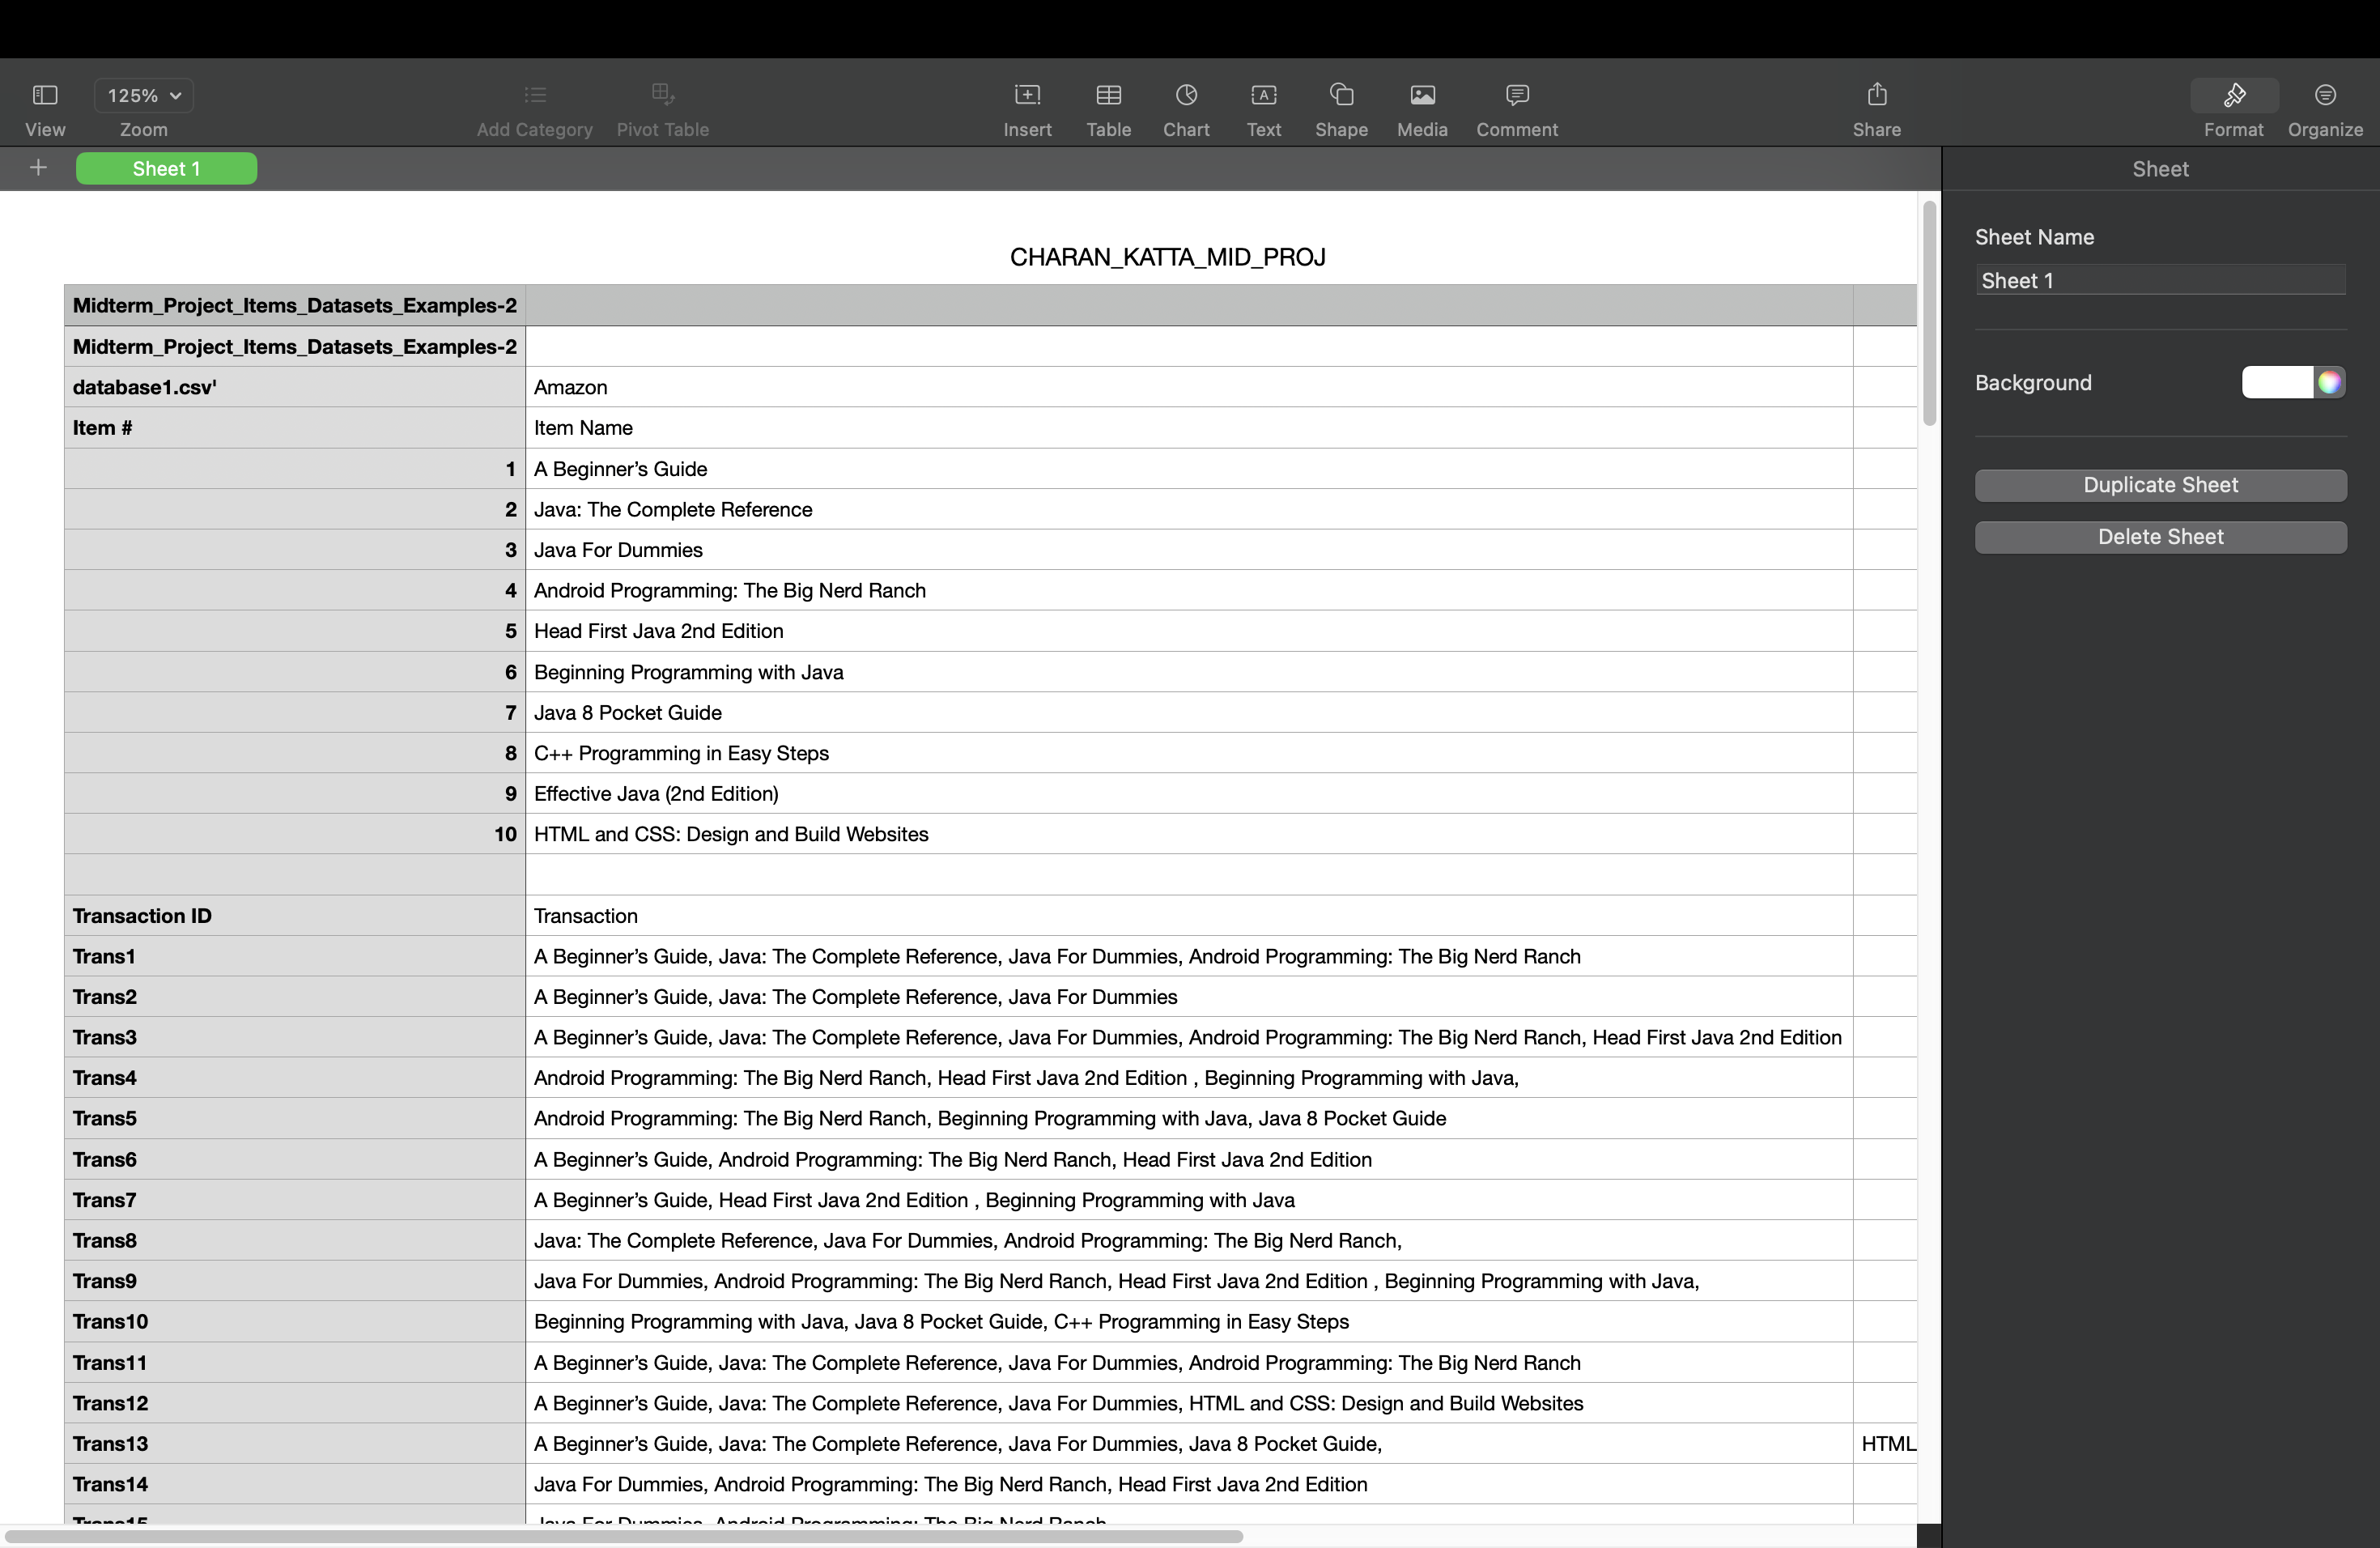 125%
View Zoom Add Category Pivot Table Insert Table Chart Text Shape Media Comment Share Format Organize
Sheet 1
Sheet
Sheet Name
Sheet 1
Background
Duplicate Sheet
Delete Sheet
CHARAN_KATTA_MID_PROJ
Midterm_Project_Items_Datasets_Examples-2
Midterm_Project_Items_Datasets_Examples-2
database1.csv' Amazon
Item # Item Name
1 A Beginner’s Guide
2 Java: The Complete Reference
3 Java For Dummies
4 Android Programming: The Big Nerd Ranch
5 Head First Java 2nd Edition
6 Beginning Programming with Java
7 Java 8 Pocket Guide
8 C++ Programming in Easy Steps
9 Effective Java (2nd Edition)
10 HTML and CSS: Design and Build Websites
Transaction ID Transaction
Trans1 A Beginner’s Guide, Java: The Complete Reference, Java For Dummies, Android Programming: The Big Nerd Ranch
Trans2 A Beginner’s Guide, Java: The Complete Reference, Java For Dummies
Trans3 A Beginner’s Guide, Java: The Complete Reference, Java For Dummies, Android Programming: The Big Nerd Ranch, Head First Java 2nd Edition
Trans4 Android Programming: The Big Nerd Ranch, Head First Java 2nd Edition , Beginning Programming with Java,
Trans5 Android Programming: The Big Nerd Ranch, Beginning Programming with Java, Java 8 Pocket Guide
Trans6 A Beginner’s Guide, Android Programming: The Big Nerd Ranch, Head First Java 2nd Edition
Trans7 A Beginner’s Guide, Head First Java 2nd Edition , Beginning Programming with Java
Trans8 Java: The Complete Reference, Java For Dummies, Android Programming: The Big Nerd Ranch,
Trans9 Java For Dummies, Android Programming: The Big Nerd Ranch, Head First Java 2nd Edition , Beginning Programming with Java,
Trans10 Beginning Programming with Java, Java 8 Pocket Guide, C++ Programming in Easy Steps
Trans11 A Beginner’s Guide, Java: The Complete Reference, Java For Dummies, Android Programming: The Big Nerd Ranch
Trans12 A Beginner’s Guide, Java: The Complete Reference, Java For Dummies, HTML and CSS: Design and Build Websites
Trans13 A Beginner’s Guide, Java: The Complete Reference, Java For Dummies, Java 8 Pocket Guide, HTML
Trans14 Java For Dummies, Android Programming: The Big Nerd Ranch, Head First Java 2nd Edition
Trans15 Java For Dummies, Android Programming: The Big Nerd Ranch